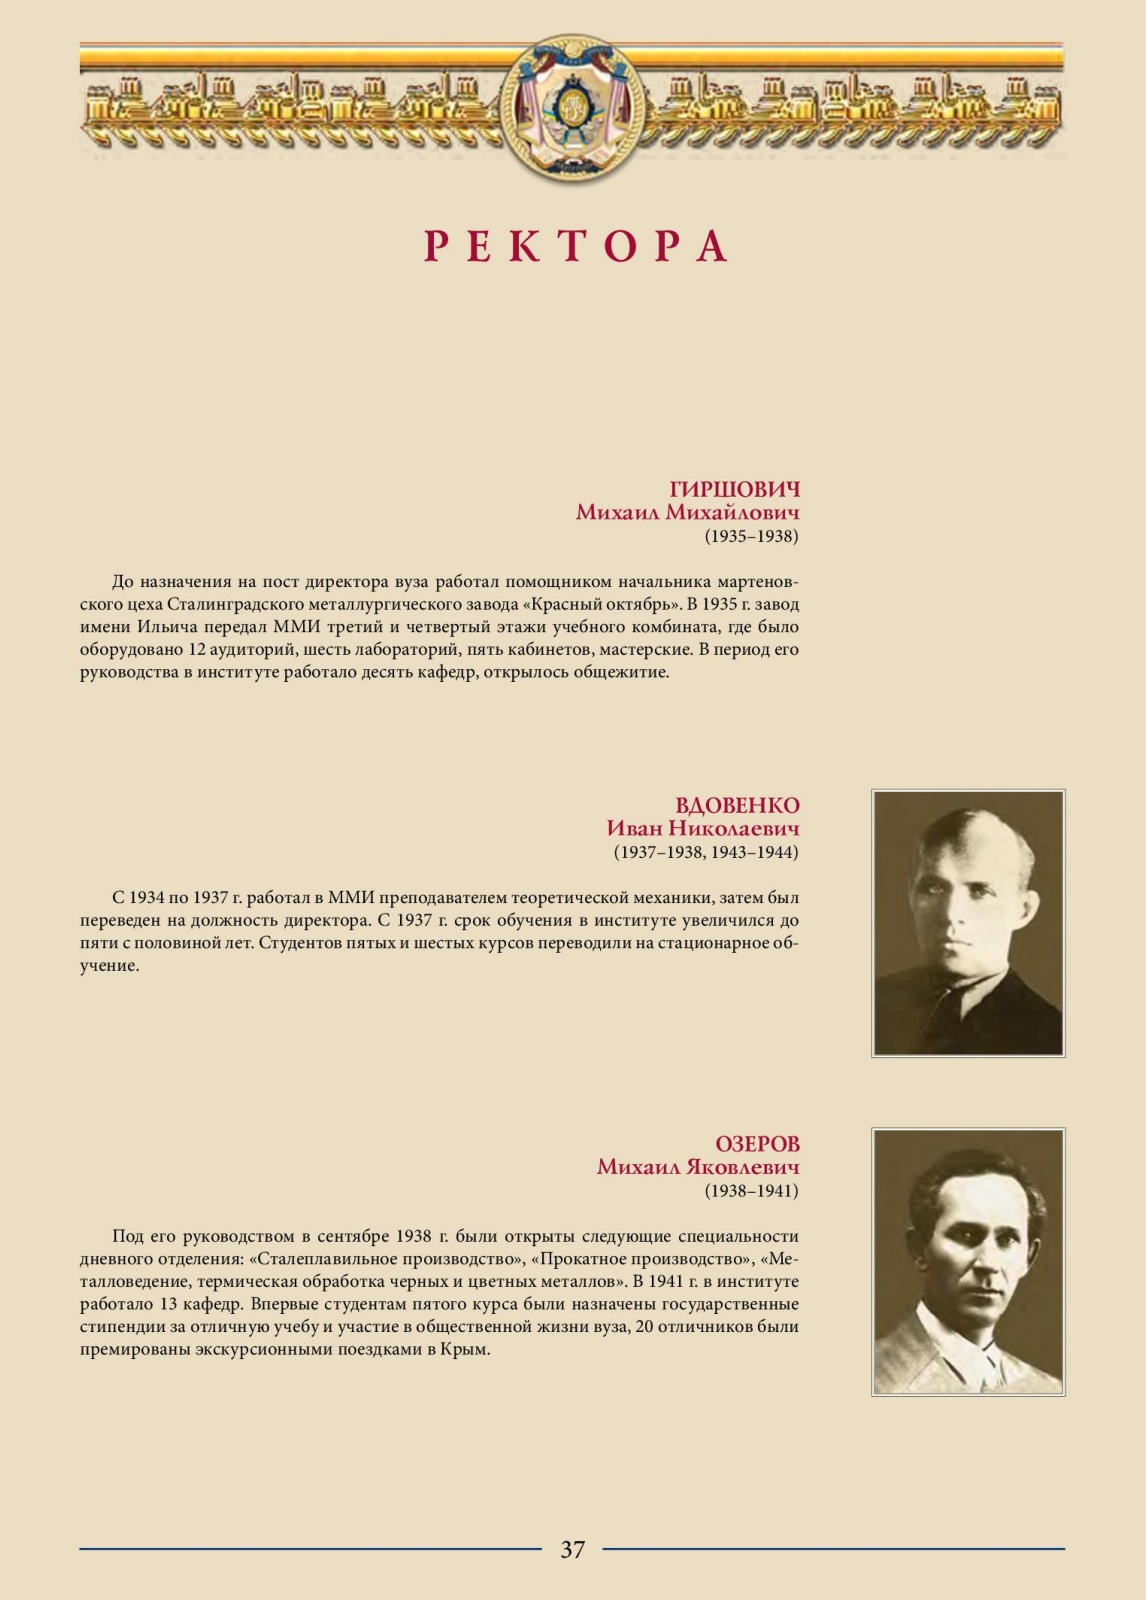 РЕКТОРА
ГИРШОВИЧ
Михаил Михайлович
(1935–1938)
До назначения на пост директора вуза работал помощником начальника мартенов-
ского цеха Сталинградского металлургического завода «Красный октябрь». В 1935 г. завод
имени Ильича передал ММИ третий и четвертый этажи учебного комбината, где было
оборудовано 12 аудиторий, шесть лабораторий, пять кабинетов, мастерские. В период его
руководства в институте работало десять кафедр, открылось общежитие.
ВДОВЕНКО
Иван Николаевич
(1937–1938, 1943–1944)
С 1934 по 1937 г. работал в ММИ преподавателем теоретической механики, затем был
переведен на должность директора. С 1937 г. срок обучения в институте увеличился до
пяти с половиной лет. Студентов пятых и шестых курсов переводили на стационарное об-
учение.
ОЗЕРОВ
Михаил Яковлевич
(1938–1941)
Под его руководством в сентябре 1938 г. были открыты следующие специальности
дневного отделения: «Сталеплавильное производство», «Прокатное производство», «Ме-
талловедение, термическая обработка черных и цветных металлов». В 1941 г. в институте
работало 13 кафедр. Впервые студентам пятого курса были назначены государственные
стипендии за отличную учебу и участие в общественной жизни вуза, 20 отличников были
премированы экскурсионными поездками в Крым.
37